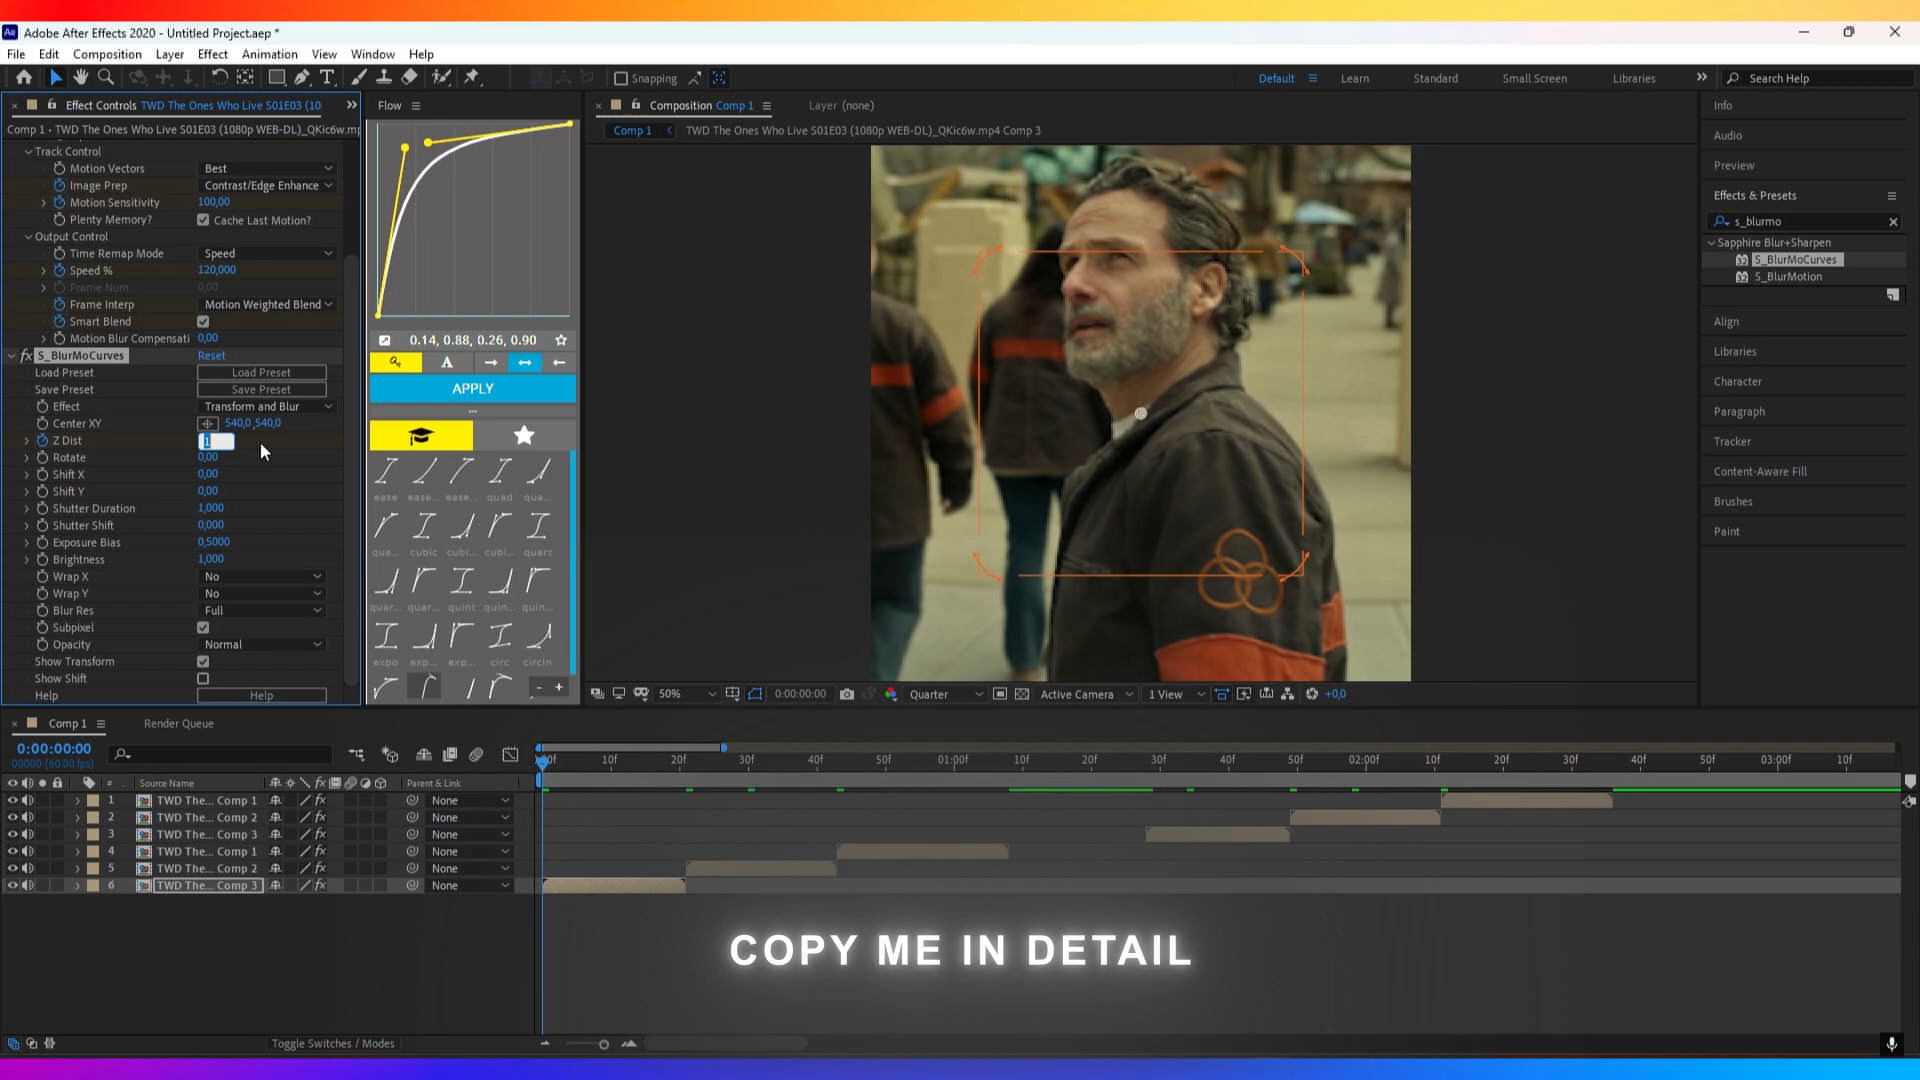 Adobe After Effects 2020 - Untitled Project.aep *
File Edit Composition Layer Effect Animation View Window Help
Snapping
Default Learn Standard Small Screen Libraries Search Help
Effect Controls TWD The Ones Who Live S01E03 (10
Comp 1 • TWD The Ones Who Live S01E03 (1080p WEB-DL)_QKic6w.mp
Track Control
Motion Vectors Best
Image Prep Contrast/Edge Enhance
Motion Sensitivity 100,00
Plenty Memory? Cache Last Motion?
Output Control
Time Remap Mode Speed
Speed % 120,000
Frame Num 0,00
Frame Interp Motion Weighted Blend
Smart Blend
Motion Blur Compensati 0,00
fx S_BlurMoCurves Reset
Load Preset Load Preset
Save Preset Save Preset
Effect Transform and Blur
Center XY 540,0 ,540,0
Z Dist 1
Rotate 0,00
Shift X 0,00
Shift Y 0,00
Shutter Duration 1,000
Shutter Shift 0,000
Exposure Bias 0,5000
Brightness 1,000
Wrap X No
Wrap Y No
Blur Res Full
Subpixel
Opacity Normal
Show Transform
Show Shift
Help Help
Flow
0.14, 0.88, 0.26, 0.90
A
APPLY
ease ease... ease... quad qua...
qua... cubic cubi... cubi... quart
quar... quar... quint quin... quin...
expo exp... exp... circ circIn
- +
Composition Comp 1 Layer (none)
Comp 1 TWD The Ones Who Live S01E03 (1080p WEB-DL)_QKic6w.mp4 Comp 3
50% 0:00:00:00 Quarter Active Camera 1 View +0,0
Info
Audio
Preview
Effects & Presets
s_blurmo
Sapphire Blur+Sharpen
S_BlurMoCurves
S_BlurMotion
Align
Libraries
Character
Paragraph
Tracker
Content-Aware Fill
Brushes
Paint
Comp 1 Render Queue
0:00:00:00
00000 (60.00 fps)
:00f 10f 20f 30f 40f 50f 01:00f 10f 20f 30f 40f 50f 02:00f 10f 20f 30f 40f 50f 03:00f 10f
# Source Name fx Parent & Link
1 TWD The... Comp 1 fx None
2 TWD The... Comp 2 fx None
3 TWD The... Comp 3 fx None
4 TWD The... Comp 1 fx None
5 TWD The... Comp 2 fx None
6 TWD The... Comp 3 fx None
COPY ME IN DETAIL
Toggle Switches / Modes